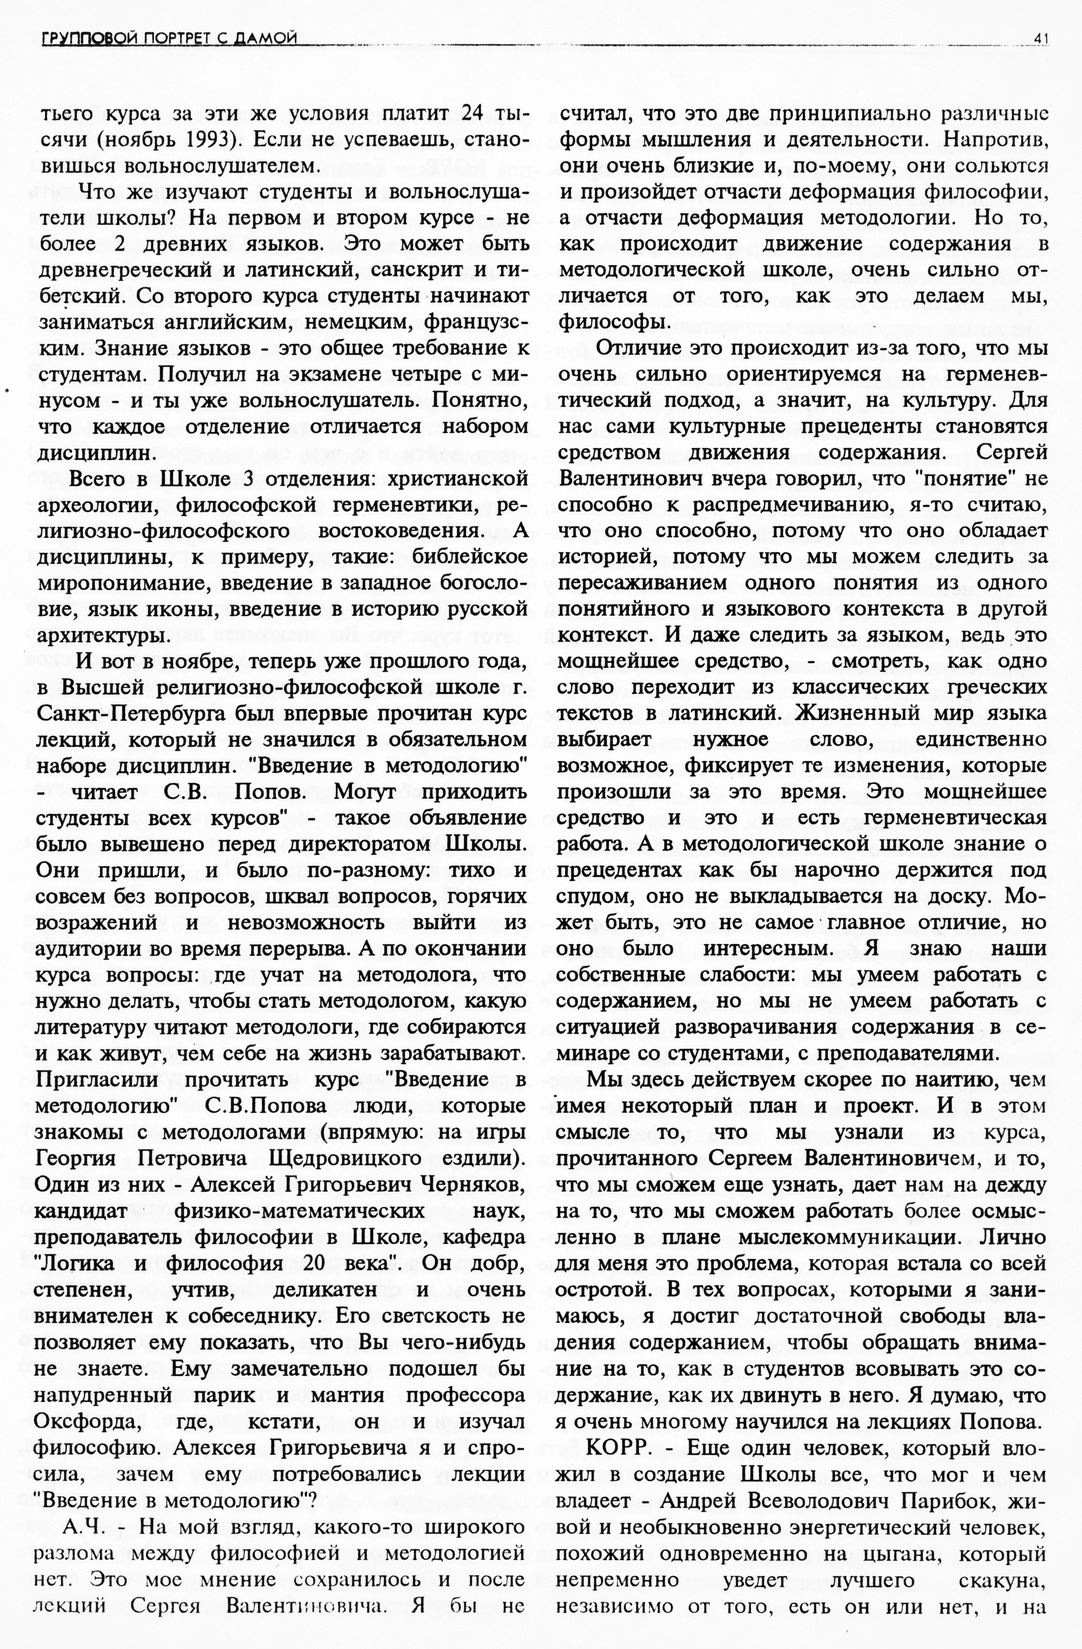 ГРУППОВОЙ ПОРТРЕТ С ДАМОЙ 41
тьего курса за эти же условия платит 24 ты-
сячи (ноябрь 1993). Если не успеваешь, стано-
вишься вольнослушателем.
Что же изучают студенты и вольнослуша-
тели школы? На первом и втором курсе - не
более 2 древних языков. Это может быть
древнегреческий и латинский, санскрит и ти-
бетский. Со второго курса студенты начинают
заниматься английским, немецким, французс-
ким. Знание языков - это общее требование к
студентам. Получил на экзамене четыре с ми-
нусом - и ты уже вольнослушатель. Понятно,
что каждое отделение отличается набором
дисциплин.
Всего в Школе 3 отделения: христианской
археологии, философской герменевтики, ре-
лигиозно-философского востоковедения. А
дисциплины, к примеру, такие: библейское
миропонимание, введение в западное богосло-
вие, язык иконы, введение в историю русской
архитектуры.
И вот в ноябре, теперь уже прошлого года,
в Высшей религиозно-философской школе г.
Санкт-Петербурга был впервые прочитан курс
лекций, который не значился в обязательном
наборе дисциплин. "Введение в методологию"
- читает С.В. Попов. Могут приходить
студенты всех курсов" - такое объявление
было вывешено перед директоратом Школы.
Они пришли, и было по-разному: тихо и
совсем без вопросов, шквал вопросов, горячих
возражений и невозможность выйти из
аудитории во время перерыва. А по окончании
курса вопросы: где учат на методолога, что
нужно делать, чтобы стать методологом, какую
литературу читают методологи, где собираются
и как живут, чем себе на жизнь зарабатывают.
Пригласили прочитать курс "Введение в
методологию" С.В.Попова люди, которые
знакомы с методологами (впрямую: на игры
Георгия Петровича Щедровицкого ездили).
Один из них - Алексей Григорьевич Черняков,
кандидат физико-математических наук,
преподаватель философии в Школе, кафедра
"Логика и философия 20 века". Он добр,
степенен, учтив, деликатен и очень
внимателен к собеседнику. Его светскость не
позволяет ему показать, что Вы чего-нибудь
не знаете. Ему замечательно подошел бы
напудренный парик и мантия профессора
Оксфорда, где, кстати, он и изучал
философию. Алексея Григорьевича я и спро-
сила, зачем ему потребовались лекции
"Введение в методологию"?
А.Ч. - На мой взгляд, какого-то широкого
разлома между философией и методологией
нет. Это мое мнение сохранилось и после
лекций Сергея Валентиновича. Я бы не
считал, что это две принципиально различные
формы мышления и деятельности. Напротив,
они очень близкие и, по-моему, они сольются
и произойдет отчасти деформация философии,
а отчасти деформация методологии. Но то,
как происходит движение содержания в
методологической школе, очень сильно от-
личается от того, как это делаем мы,
философы.
Отличие это происходит из-за того, что мы
очень сильно ориентируемся на герменев-
тический подход, а значит, на культуру. Для
нас сами культурные прецеденты становятся
средством движения содержания. Сергей
Валентинович вчера говорил, что "понятие" не
способно к распредмечиванию, я-то считаю,
что оно способно, потому что оно обладает
историей, потому что мы можем следить за
пересаживанием одного понятия из одного
понятийного и языкового контекста в другой
контекст. И даже следить за языком, ведь это
мощнейшее средство, - смотреть, как одно
слово переходит из классических греческих
текстов в латинский. Жизненный мир языка
выбирает нужное слово, единственно
возможное, фиксирует те изменения, которые
произошли за это время. Это мощнейшее
средство и это и есть герменевтическая
работа. А в методологической школе знание о
прецедентах как бы нарочно держится под
спудом, оно не выкладывается на доску. Мо-
жет быть, это не самое главное отличие, но
оно было интересным. Я знаю наши
собственные слабости: мы умеем работать с
содержанием, но мы не умеем работать с
ситуацией разворачивания содержания в се-
минаре со студентами, с преподавателями.
Мы здесь действуем скорее по наитию, чем
имея некоторый план и проект. И в этом
смысле то, что мы узнали из курса,
прочитанного Сергеем Валентиновичем, и то,
что мы сможем еще узнать, дает нам на дежду
на то, что мы сможем работать более осмыс-
ленно в плане мыслекоммуникации. Лично
для меня это проблема, которая встала со всей
остротой. В тех вопросах, которыми я зани-
маюсь, я достиг достаточной свободы вла-
дения содержанием, чтобы обращать внима-
ние на то, как в студентов всовывать это со-
держание, как их двинуть в него. Я думаю, что
я очень многому научился на лекциях Попова.
КОРР. - Еще один человек, который вло-
жил в создание Школы все, что мог и чем
владеет - Андрей Всеволодович Парибок, жи-
вой и необыкновенно энергетический человек,
похожий одновременно на цыгана, который
непременно уведет лучшего скакуна,
независимо от того, есть он или нет, и на